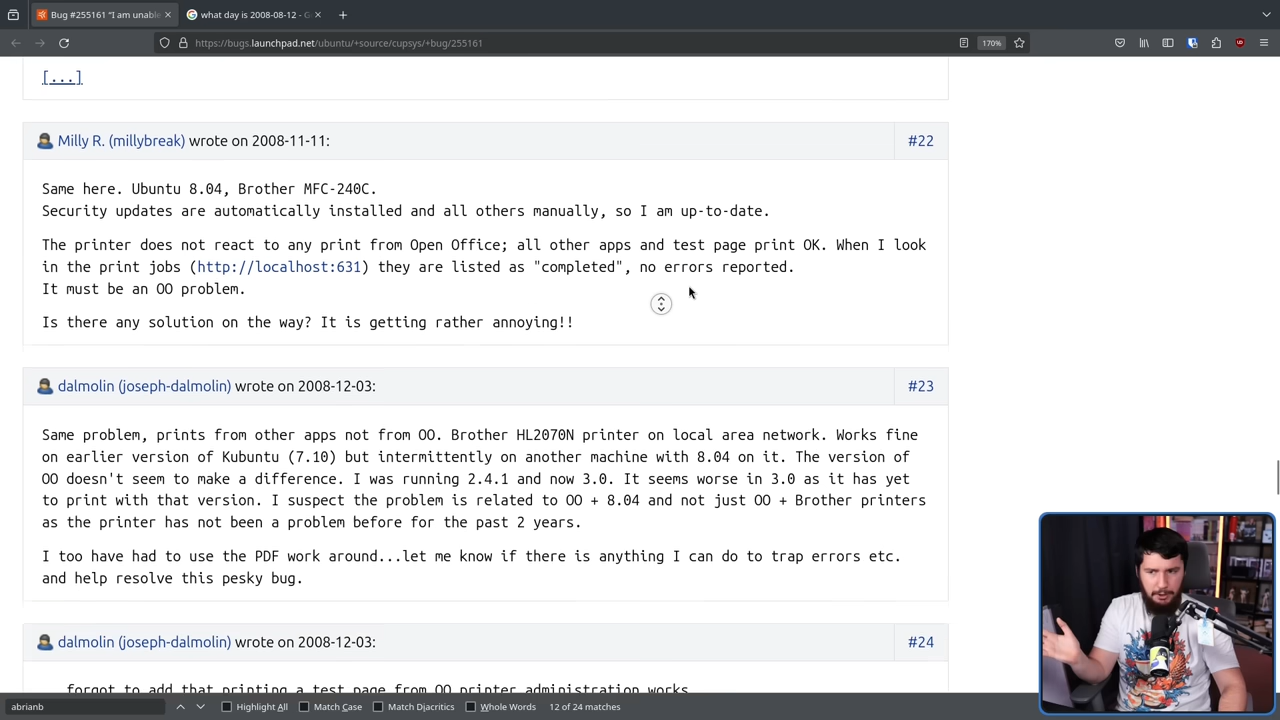 Bug #255161 "I am unable
what day is 2008-08-12 - G
https://bugs.launchpad.net/ubuntu/+source/cupsys/+bug/255161
170%
[...]
Milly R. (millybreak) wrote on 2008-11-11:
#22
Same here. Ubuntu 8.04, Brother MFC-240C.
Security updates are automatically installed and all others manually, so I am up-to-date.
The printer does not react to any print from Open Office; all other apps and test page print OK. When I look
in the print jobs (http://localhost:631) they are listed as "completed", no errors reported.
It must be an OO problem.
Is there any solution on the way? It is getting rather annoying!!
dalmolin (joseph-dalmolin) wrote on 2008-12-03:
#23
Same problem, prints from other apps not from OO. Brother HL2070N printer on local area network. Works fine
on earlier version of Kubuntu (7.10) but intermittently on another machine with 8.04 on it. The version of
OO doesn't seem to make a difference. I was running 2.4.1 and now 3.0. It seems worse in 3.0 as it has yet
to print with that version. I suspect the problem is related to OO + 8.04 and not just OO + Brother printers
as the printer has not been a problem before for the past 2 years.
I too have had to use the PDF work around...let me know if there is anything I can do to trap errors etc.
and help resolve this pesky bug.
dalmolin (joseph-dalmolin) wrote on 2008-12-03:
#24
forgot to add that printing a test page from OO printer administration works
abrianb
Highlight All
Match Case
Match Diacritics
Whole Words
12 of 24 matches